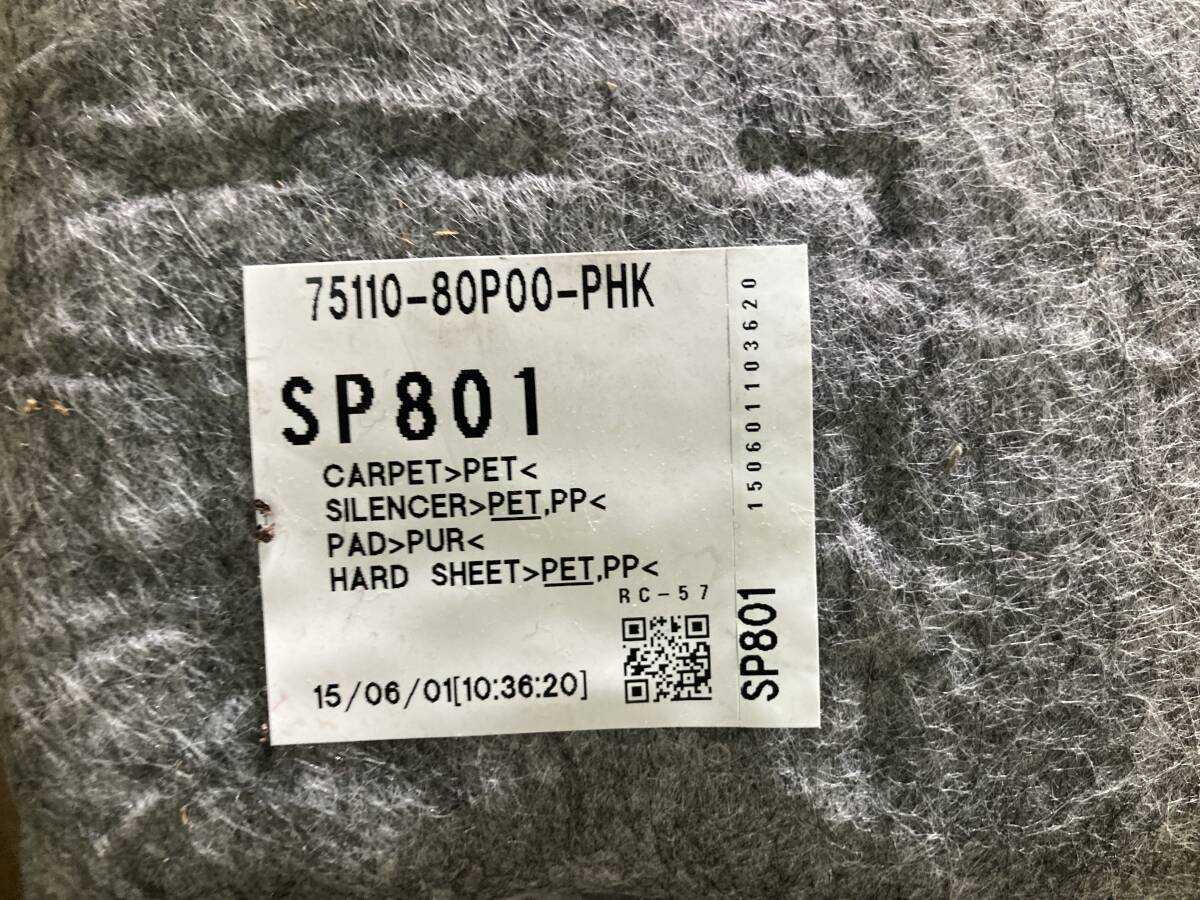 75110-80P00-PHK
SP801
CARPET>PET<
SILENCER>PET,PP<
PAD>PUR<
HARD SHEET>PET,PP<
RC-57
15/06/01[10:36:20]
150601103620
SP801